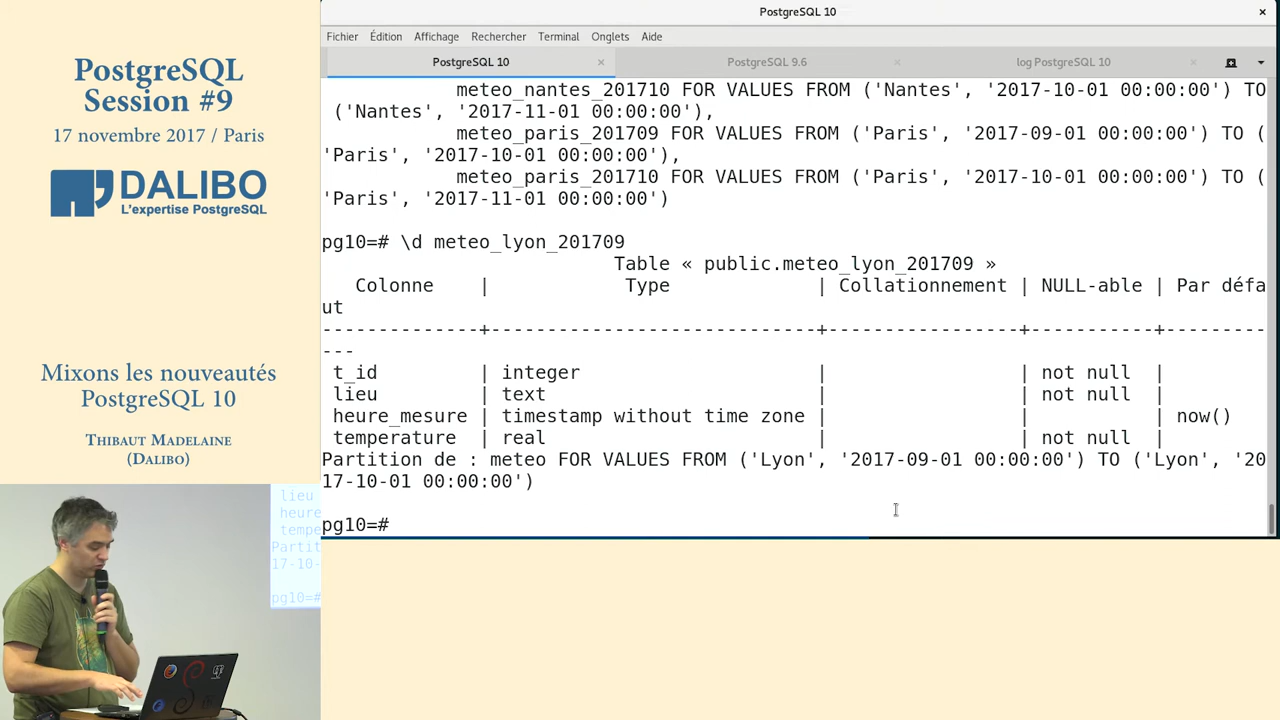 PostgreSQL
Session #9
17 novembre 2017 / Paris
DALIBO
L'expertise PostgreSQL
Mixons les nouveautés
PostgreSQL 10
THIBAUT MADELAINE
(DALIBO)
PostgreSQL 10 ×
Fichier Édition Affichage Rechercher Terminal Onglets Aide
PostgreSQL 10 × PostgreSQL 9.6 × log PostgreSQL 10 ×
meteo_nantes_201710 FOR VALUES FROM ('Nantes', '2017-10-01 00:00:00') TO
('Nantes', '2017-11-01 00:00:00'),
meteo_paris_201709 FOR VALUES FROM ('Paris', '2017-09-01 00:00:00') TO (
'Paris', '2017-10-01 00:00:00'),
meteo_paris_201710 FOR VALUES FROM ('Paris', '2017-10-01 00:00:00') TO (
'Paris', '2017-11-01 00:00:00')
pg10=# \d meteo_lyon_201709
Table « public.meteo_lyon_201709 »
Colonne | Type | Collationnement | NULL-able | Par défa
ut
---------------+------------------------------+-----------------+-----------+---------
---
t_id | integer | | not null |
lieu | text | | not null |
heure_mesure | timestamp without time zone | | | now()
temperature | real | | not null |
Partition de : meteo FOR VALUES FROM ('Lyon', '2017-09-01 00:00:00') TO ('Lyon', '20
17-10-01 00:00:00')
pg10=#
lieu
heure
tempe
Partit
17-10-
pg10=#